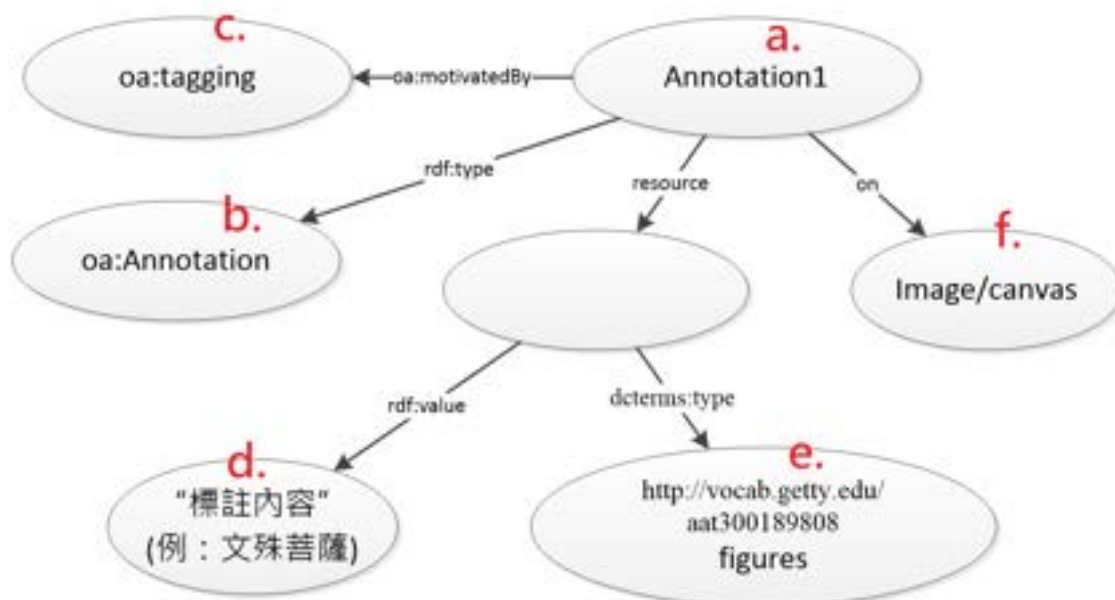 c.
oa:tagging
oa:motivatedBy
a.
Annotation1
rdf:type
resource
on
b.
oa:Annotation
f.
Image/canvas
rdf:value
dcterms:type
d.
“標註內容”
(例：文殊菩薩)
e.
http://vocab.getty.edu/
aat300189808
figures